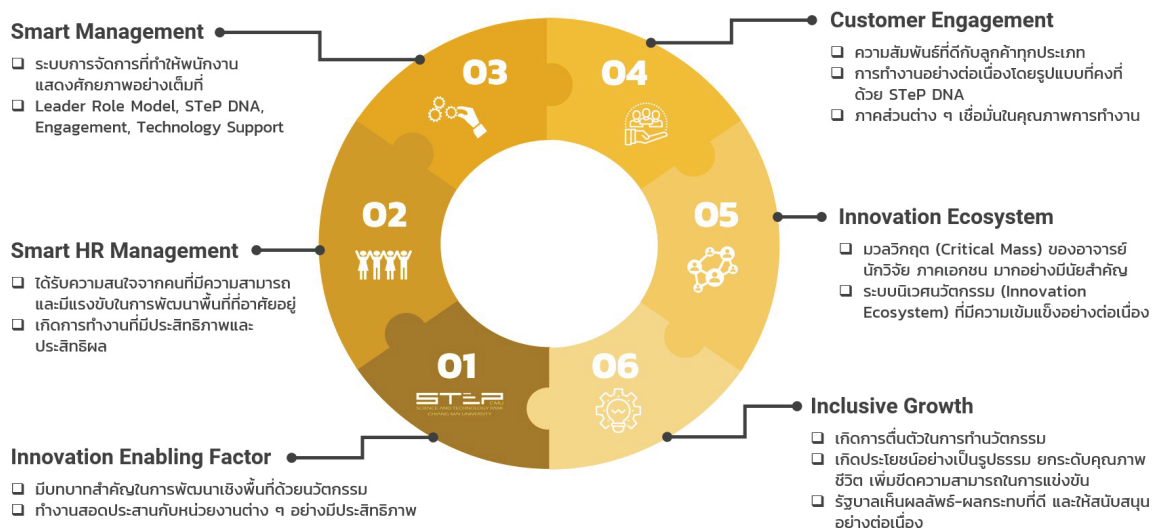 Smart Management
❑ ระบบการจัดการที่ทำให้พนักงาน
แสดงศักยภาพอย่างเต็มที่
❑ Leader Role Model, STeP DNA,
Engagement, Technology Support
03
04
Customer Engagement
❑ ความสัมพันธ์ที่ดีกับลูกค้าทุกประเภท
❑ การทำงานอย่างต่อเนื่องโดยรูปแบบที่คงที่
ด้วย STeP DNA
❑ ภาคส่วนต่าง ๆ เชื่อมั่นในคุณภาพการทำงาน
Smart HR Management
❑ ได้รับความสนใจจากคนที่มีความสามารถ
และมีแรงขับในการพัฒนาพื้นที่ที่อาศัยอยู่
❑ เกิดการทำงานที่มีประสิทธิภาพและ
ประสิทธิผล
02
05
Innovation Ecosystem
❑ มวลวิกฤต (Critical Mass) ของอาจารย์
นักวิจัย ภาคเอกชน มากอย่างมีนัยสำคัญ
❑ ระบบนิเวศนวัตกรรม (Innovation
Ecosystem) ที่มีความเข้มแข็งอย่างต่อเนื่อง
01
STeP CMU
SCIENCE AND TECHNOLOGY PARK
CHIANG MAI UNIVERSITY
06
Innovation Enabling Factor
❑ มีบทบาทสำคัญในการพัฒนาเชิงพื้นที่ด้วยนวัตกรรม
❑ ทำงานสอดประสานกับหน่วยงานต่าง ๆ อย่างมีประสิทธิภาพ
Inclusive Growth
❑ เกิดการตื่นตัวในการทำนวัตกรรม
❑ เกิดประโยชน์อย่างเป็นรูปธรรม ยกระดับคุณภาพ
ชีวิต เพิ่มขีดความสามารถในการแข่งขัน
❑ รัฐบาลเห็นผลลัพธ์-ผลกระทบที่ดี และให้สนับสนุน
อย่างต่อเนื่อง